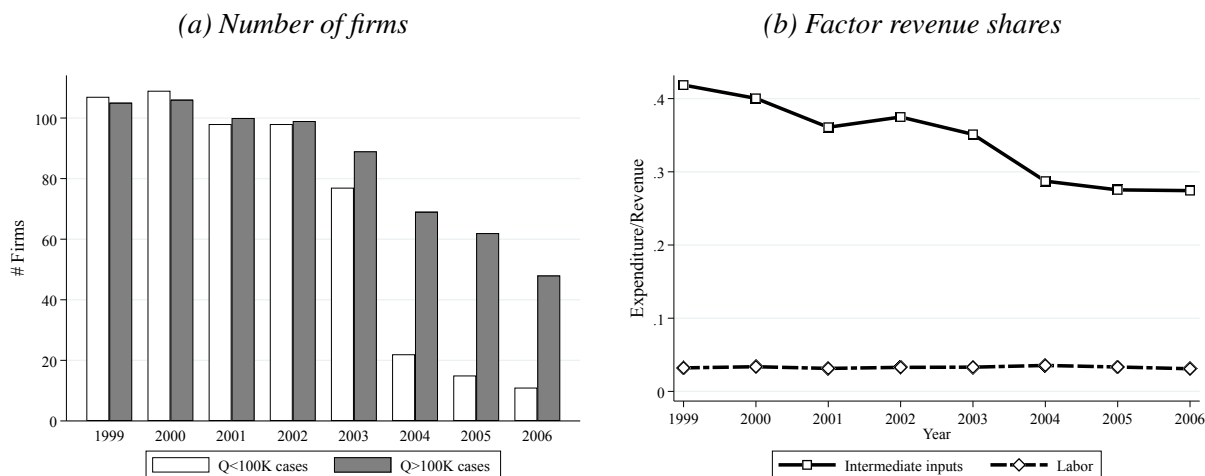 (a) Number of firms
(b) Factor revenue shares
# Firms
100
80
60
40
20
0
1999 2000 2001 2002 2003 2004 2005 2006
Q<100K cases Q>100K cases
Expenditure/Revenue
.4
.3
.2
.1
0
1999 2000 2001 2002 2003 2004 2005 2006
Year
Intermediate inputs Labor